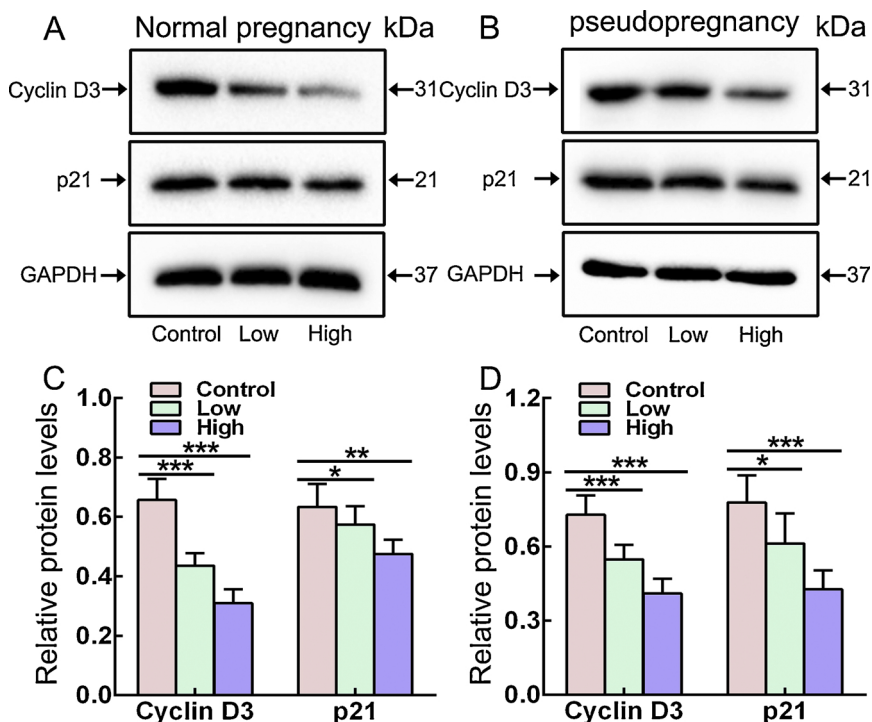 A Normal pregnancy kDa
Cyclin D3 31
p21 21
GAPDH 37
Control Low High
B pseudopregnancy kDa
Cyclin D3 31
p21 21
GAPDH 37
Control Low High
C
Control
Low
High
Relative protein levels
1.0
0.8
0.6
0.4
0.2
0.0
*** ***
** *
Cyclin D3 p21
D
Control
Low
High
Relative protein levels
1.2
0.9
0.6
0.3
0.0
*** ***
*** *
Cyclin D3 p21